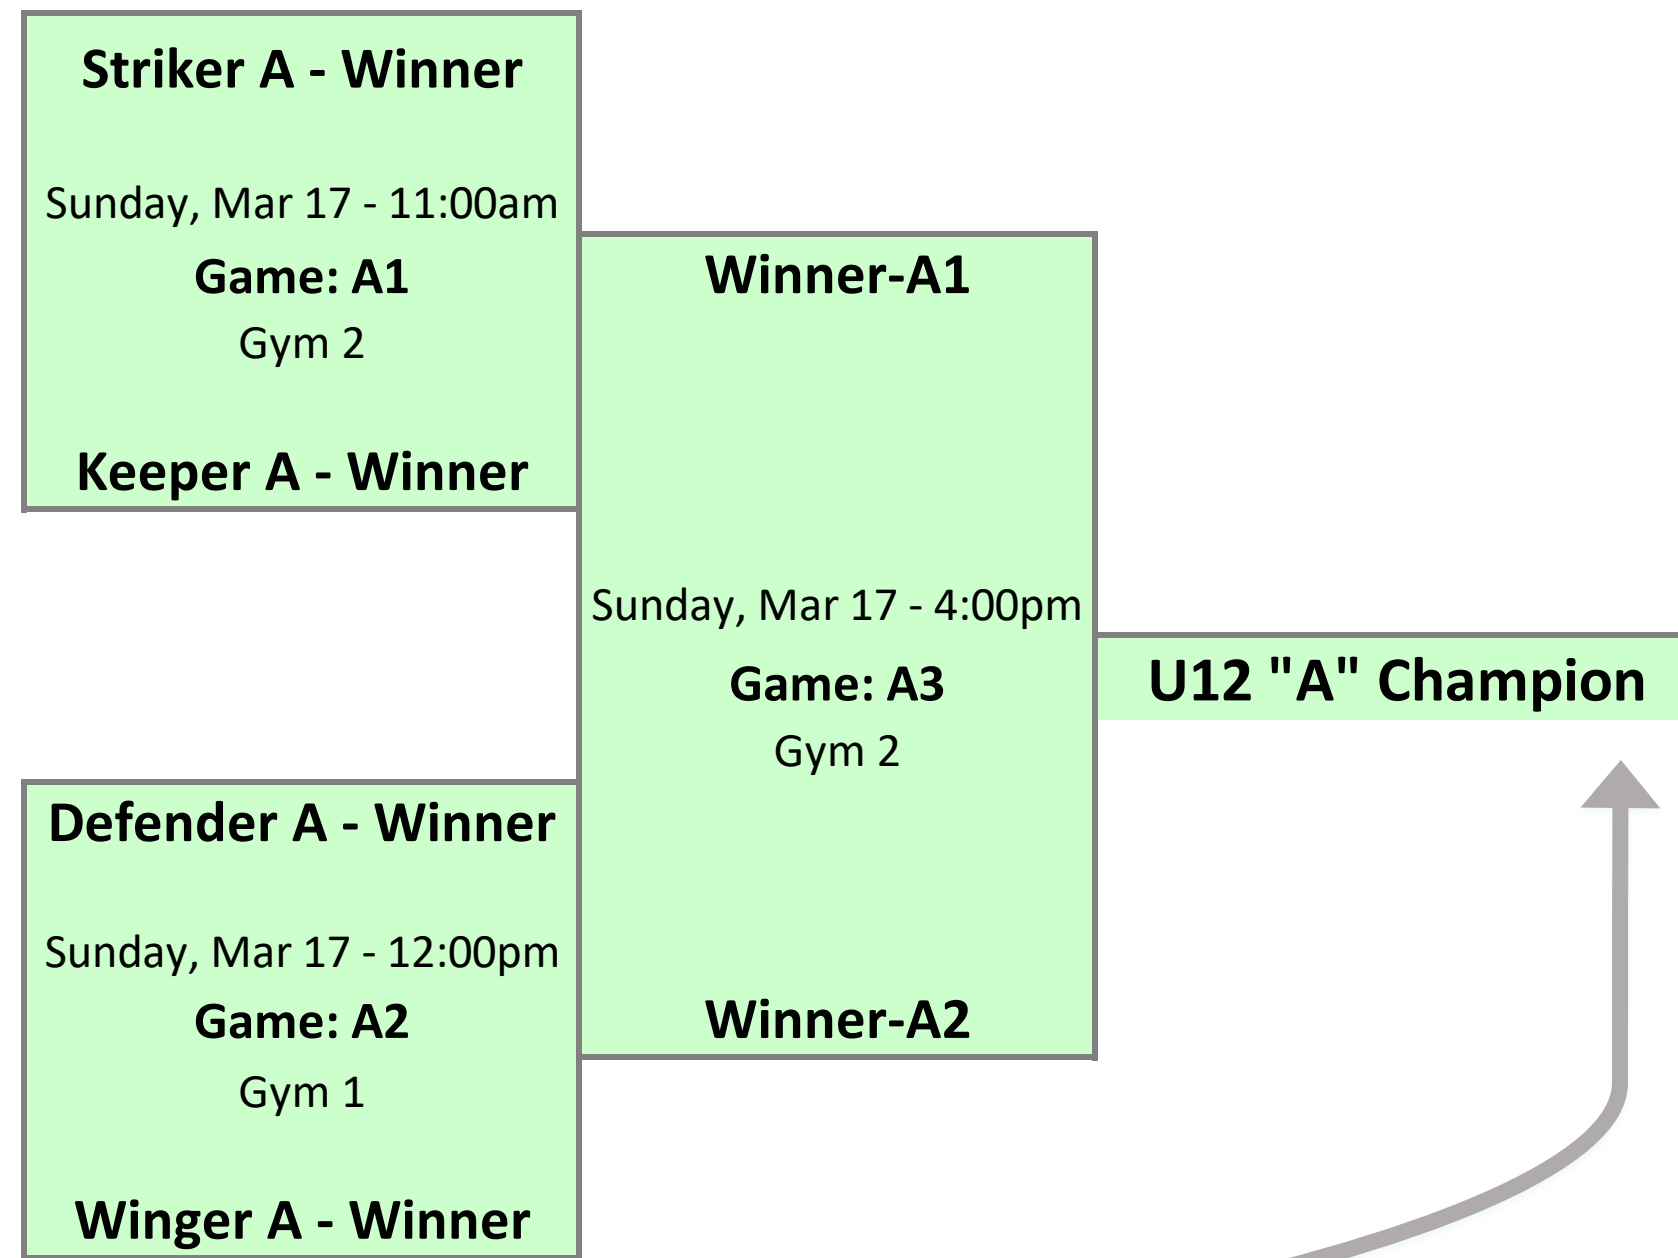 Striker A - Winner
Sunday, Mar 17 - 11:00am
Game: A1
Gym 2
Keeper A - Winner
Winner-A1
Sunday, Mar 17 - 4:00pm
Game: A3
Gym 2
Winner-A2
U12 "A" Champion
Defender A - Winner
Sunday, Mar 17 - 12:00pm
Game: A2
Gym 1
Winger A - Winner